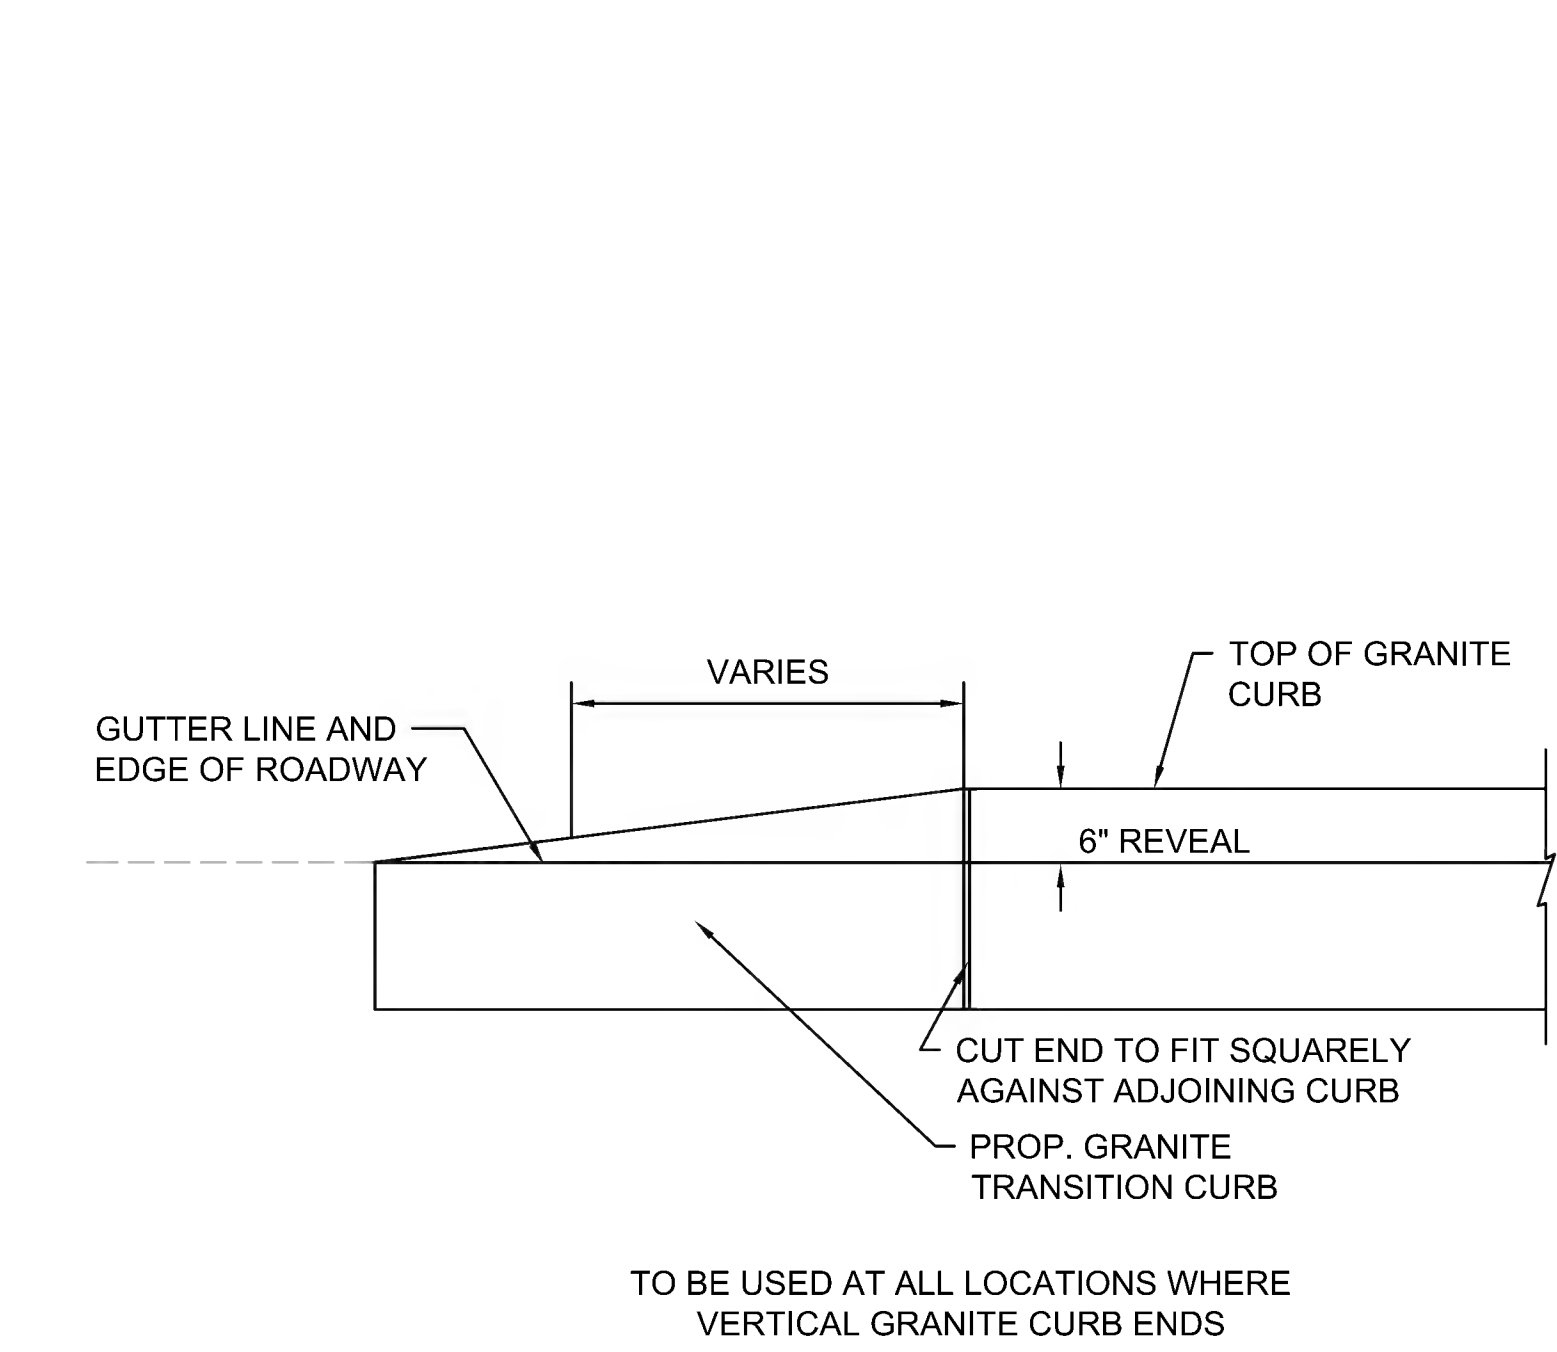 TOP OF GRANITE
CURB
VARIES
GUTTER LINE AND
EDGE OF ROADWAY
6" REVEAL
CUT END TO FIT SQUARELY
AGAINST ADJOINING CURB
PROP. GRANITE
TRANSITION CURB
TO BE USED AT ALL LOCATIONS WHERE
VERTICAL GRANITE CURB ENDS